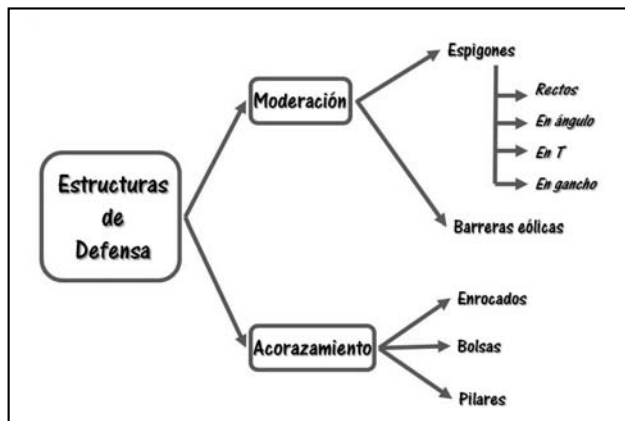 Estructuras
de
Defensa
Moderación
Espigones
Rectos
En ángulo
En T
En gancho
Barreras eólicas
Acorazamiento
Enrocados
Bolsas
Pilares